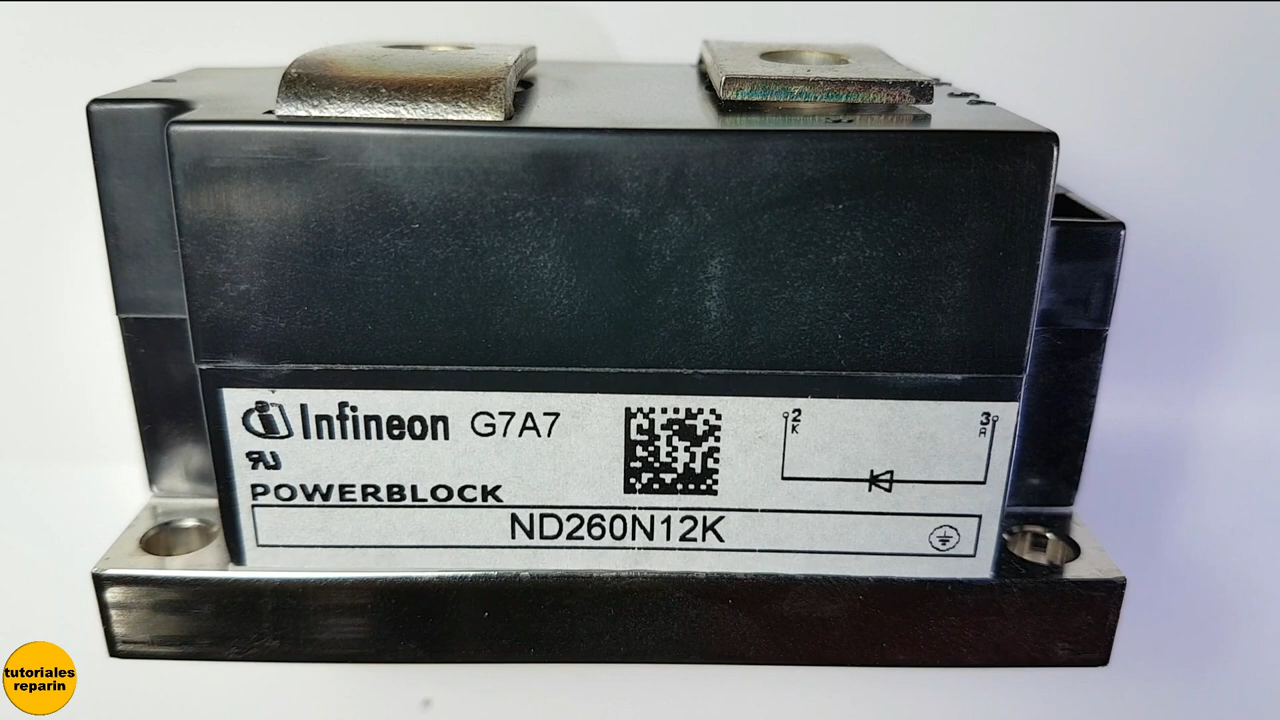 Infineon G7A7
2 3
K A
POWERBLOCK
ND260N12K
tutoriales
reparin